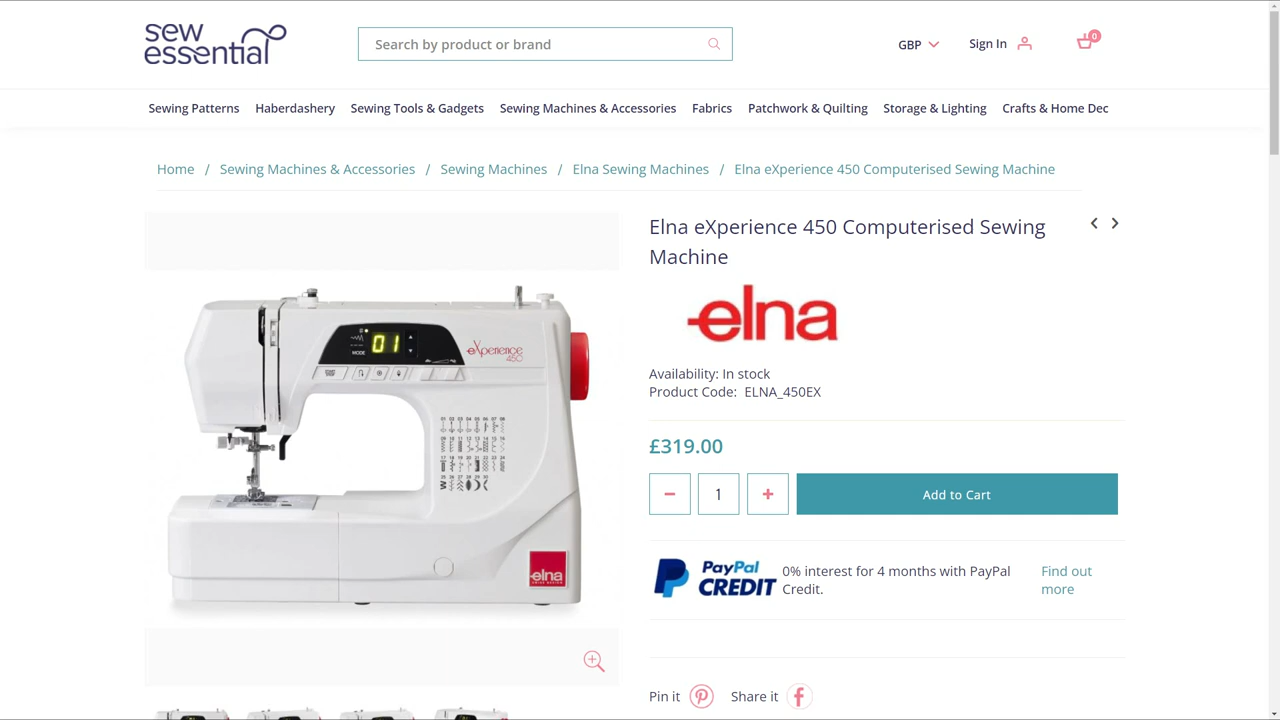 sew
essential
Search by product or brand
GBP
Sign In
0
Sewing Patterns
Haberdashery
Sewing Tools & Gadgets
Sewing Machines & Accessories
Fabrics
Patchwork & Quilting
Storage & Lighting
Crafts & Home Dec
Home / Sewing Machines & Accessories / Sewing Machines / Elna Sewing Machines / Elna eXperience 450 Computerised Sewing Machine
Elna eXperience 450 Computerised Sewing
Machine
elna
Availability: In stock
Product Code: ELNA_450EX
£319.00
1
Add to Cart
PayPal
CREDIT
0% interest for 4 months with PayPal
Credit.
Find out
more
Pin it
Share it
01
MODE
eXperience
450
elna